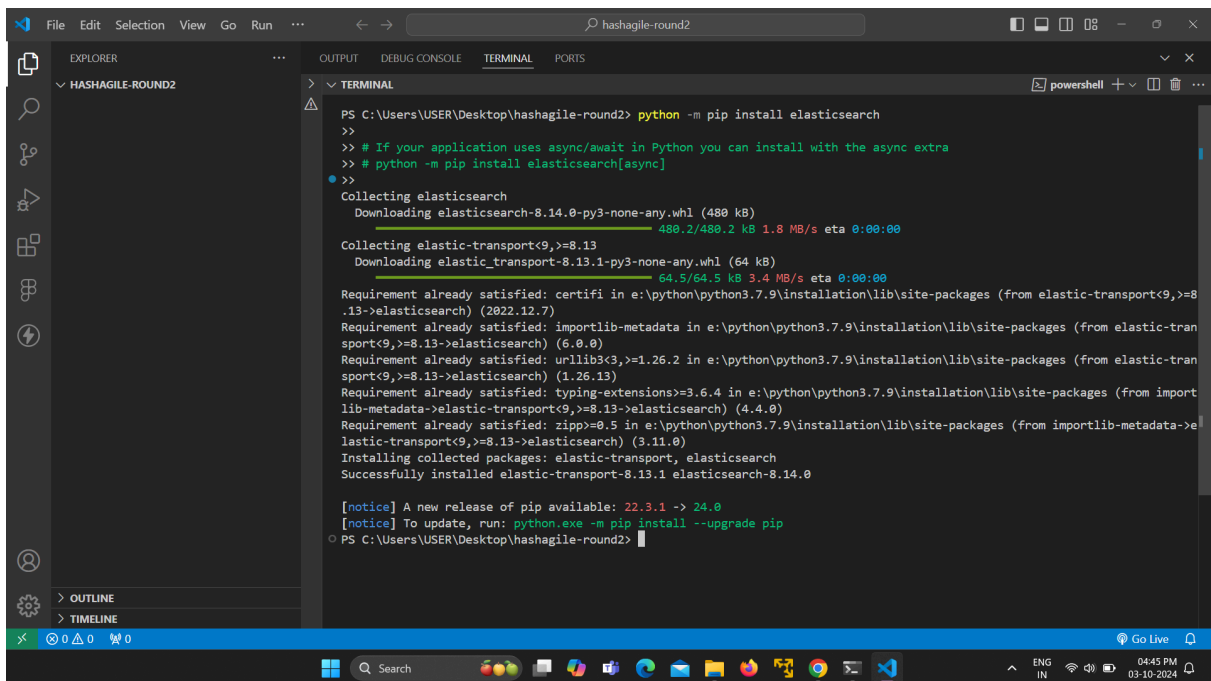 File Edit Selection View Go Run ···
hashagile-round2
EXPLORER ···
HASHAGILE-ROUND2
OUTLINE
TIMELINE
OUTPUT DEBUG CONSOLE TERMINAL PORTS
TERMINAL
powershell
PS C:\Users\USER\Desktop\hashagile-round2> python -m pip install elasticsearch
>>
>> # If your application uses async/await in Python you can install with the async extra
>> # python -m pip install elasticsearch[async]
>>
Collecting elasticsearch
Downloading elasticsearch-8.14.0-py3-none-any.whl (480 kB)
480.2/480.2 kB 1.8 MB/s eta 0:00:00
Collecting elastic-transport<9,>=8.13
Downloading elastic_transport-8.13.1-py3-none-any.whl (64 kB)
64.5/64.5 kB 3.4 MB/s eta 0:00:00
Requirement already satisfied: certifi in e:\python\python3.7.9\installation\lib\site-packages (from elastic-transport<9,>=8
.13->elasticsearch) (2022.12.7)
Requirement already satisfied: importlib-metadata in e:\python\python3.7.9\installation\lib\site-packages (from elastic-tran
sport<9,>=8.13->elasticsearch) (6.0.0)
Requirement already satisfied: urllib3<3,>=1.26.2 in e:\python\python3.7.9\installation\lib\site-packages (from elastic-tran
sport<9,>=8.13->elasticsearch) (1.26.13)
Requirement already satisfied: typing-extensions>=3.6.4 in e:\python\python3.7.9\installation\lib\site-packages (from import
lib-metadata->elastic-transport<9,>=8.13->elasticsearch) (4.4.0)
Requirement already satisfied: zipp>=0.5 in e:\python\python3.7.9\installation\lib\site-packages (from importlib-metadata->e
lastic-transport<9,>=8.13->elasticsearch) (3.11.0)
Installing collected packages: elastic-transport, elasticsearch
Successfully installed elastic-transport-8.13.1 elasticsearch-8.14.0
[notice] A new release of pip available: 22.3.1 -> 24.0
[notice] To update, run: python.exe -m pip install --upgrade pip
PS C:\Users\USER\Desktop\hashagile-round2>
0 0 0
Go Live
Search
ENG
IN
04:45 PM
03-10-2024